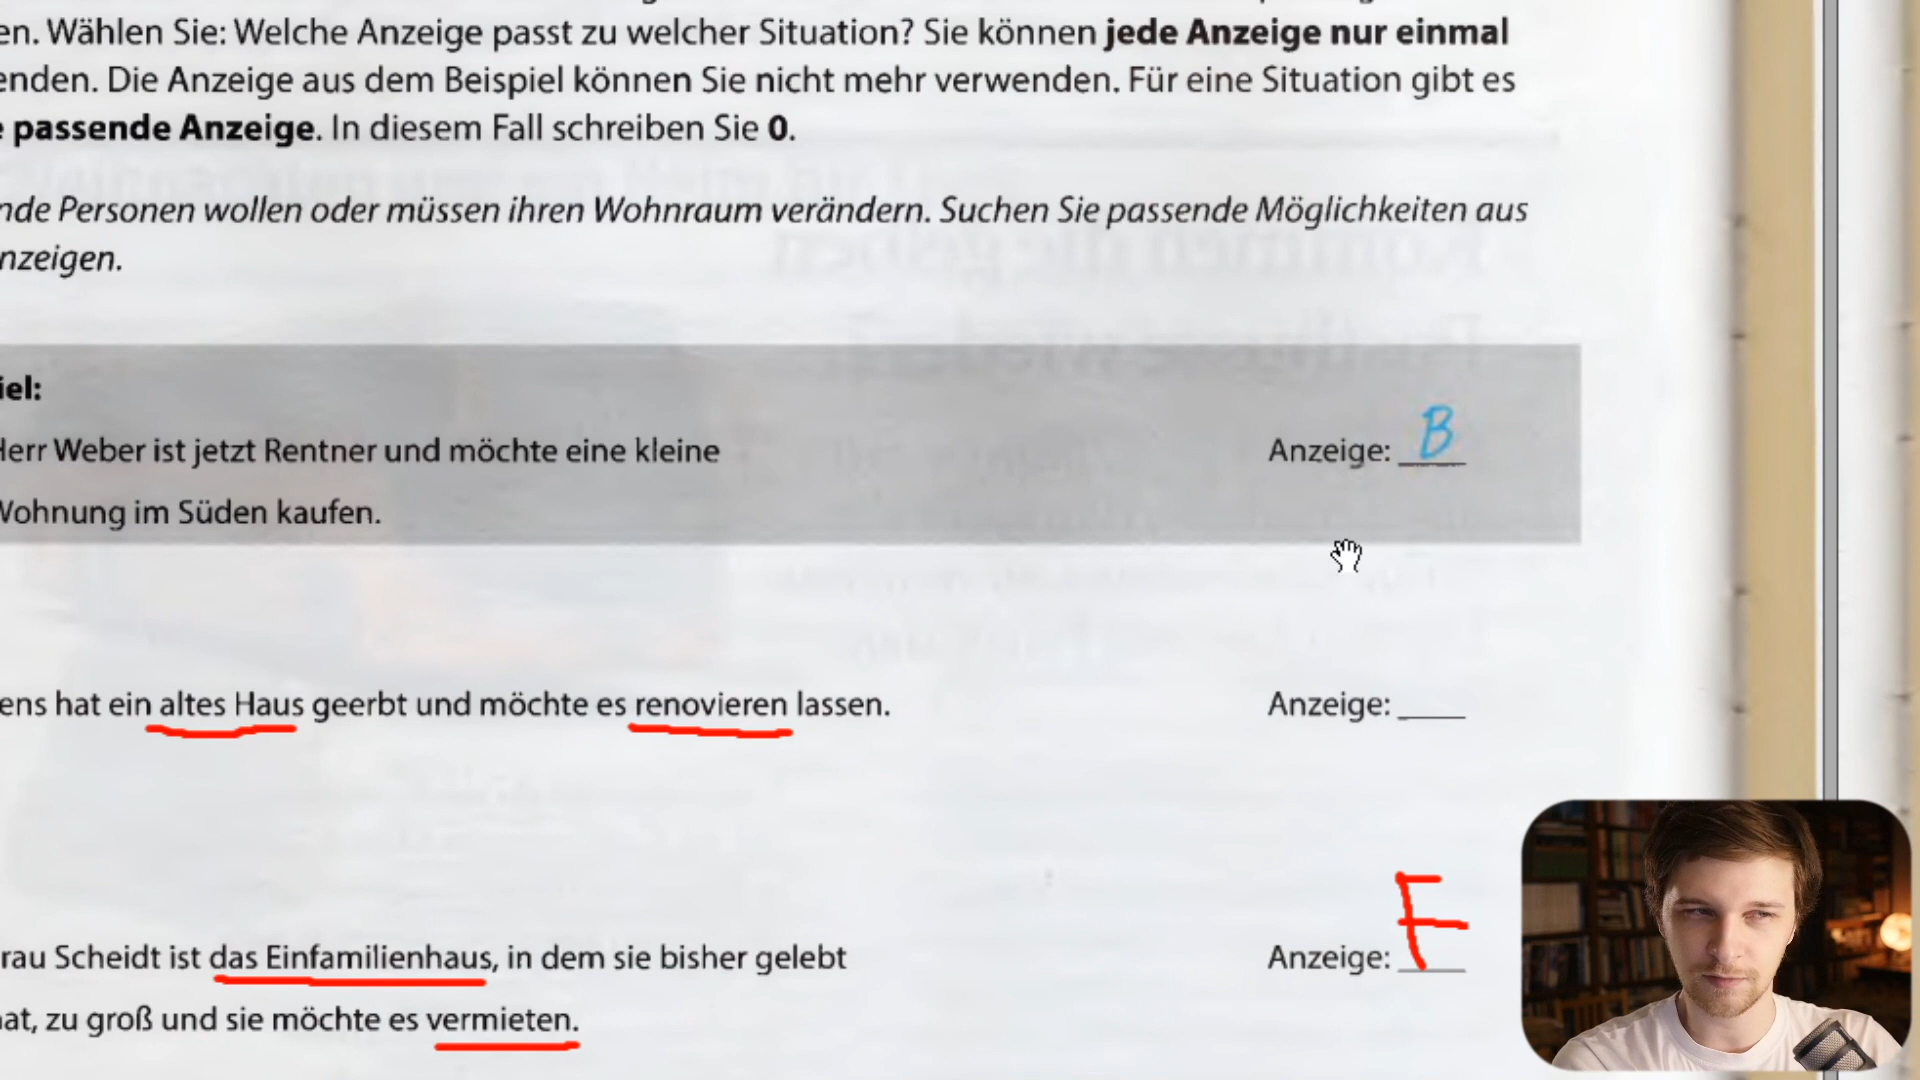 en. Wählen Sie: Welche Anzeige passt zu welcher Situation? Sie können jede Anzeige nur einmal
enden. Die Anzeige aus dem Beispiel können Sie nicht mehr verwenden. Für eine Situation gibt es
e passende Anzeige. In diesem Fall schreiben Sie 0.
nde Personen wollen oder müssen ihren Wohnraum verändern. Suchen Sie passende Möglichkeiten aus
nzeigen.
iel:
Herr Weber ist jetzt Rentner und möchte eine kleine Anzeige: B
Wohnung im Süden kaufen.
ens hat ein altes Haus geerbt und möchte es renovieren lassen. Anzeige: ____
rau Scheidt ist das Einfamilienhaus, in dem sie bisher gelebt Anzeige: F
hat, zu groß und sie möchte es vermieten.